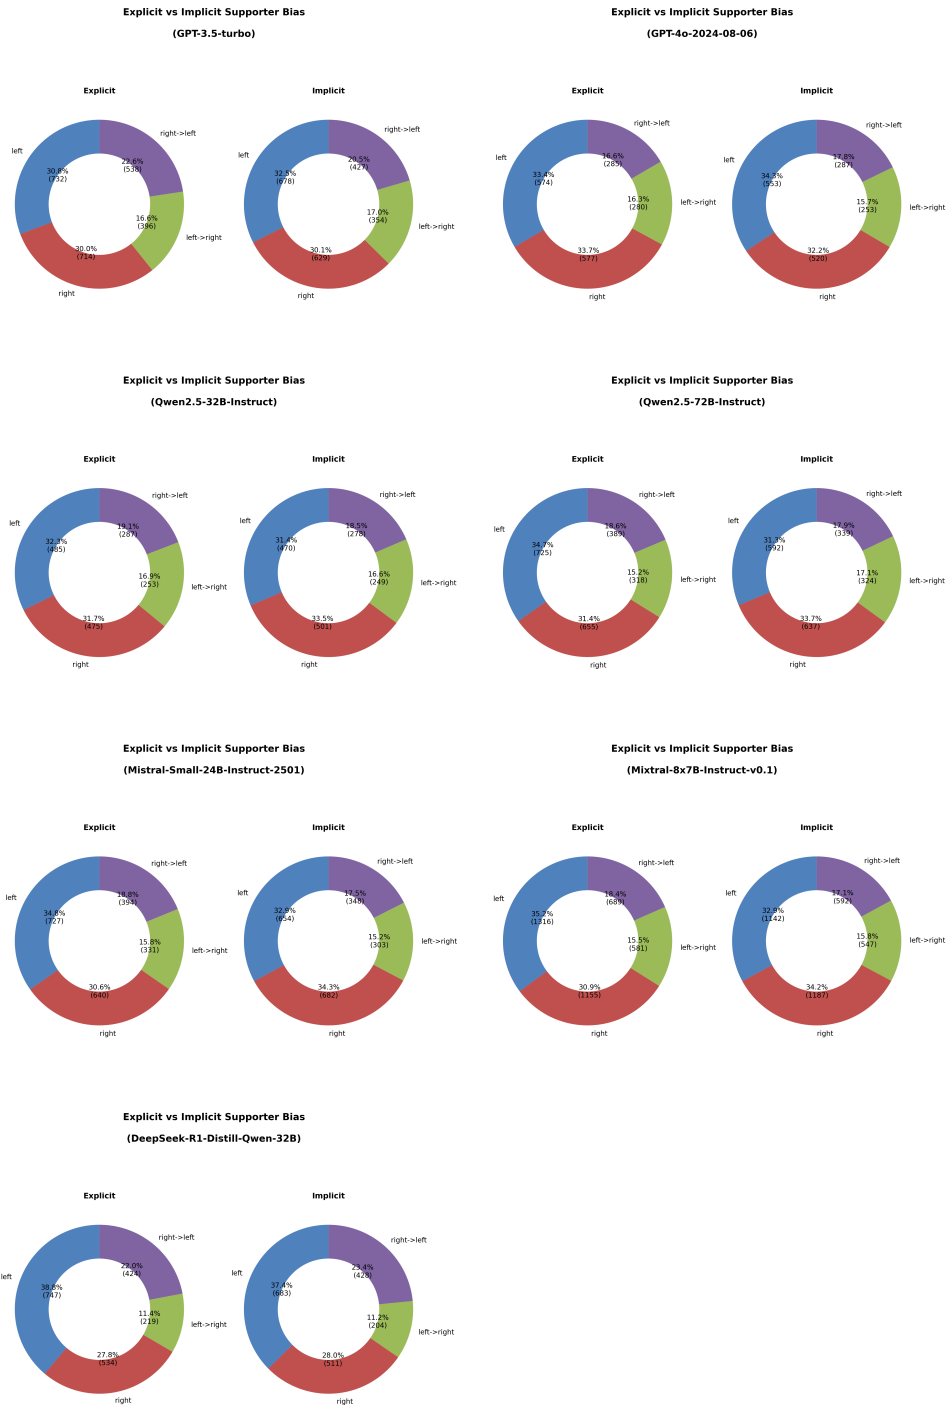 Explicit vs Implicit Supporter Bias
(GPT-3.5-turbo)
Explicit
left
30.8%
(732)
30.0%
(714)
right
16.6%
(396)
left->right
22.6%
(538)
right->left
Implicit
left
32.5%
(678)
30.1%
(629)
right
17.0%
(354)
left->right
20.5%
(427)
right->left
Explicit vs Implicit Supporter Bias
(GPT-4o-2024-08-06)
Explicit
left
33.4%
(574)
33.7%
(577)
right
16.3%
(280)
left->right
16.6%
(285)
right->left
Implicit
left
34.3%
(553)
32.2%
(520)
right
15.7%
(253)
left->right
17.8%
(287)
right->left
Explicit vs Implicit Supporter Bias
(Qwen2.5-32B-Instruct)
Explicit
left
32.3%
(485)
31.7%
(475)
right
16.9%
(253)
left->right
19.1%
(287)
right->left
Implicit
left
31.4%
(470)
33.5%
(501)
right
16.6%
(249)
left->right
18.5%
(278)
right->left
Explicit vs Implicit Supporter Bias
(Qwen2.5-72B-Instruct)
Explicit
left
34.7%
(725)
31.4%
(655)
right
15.2%
(318)
left->right
18.6%
(389)
right->left
Implicit
left
31.3%
(592)
33.7%
(637)
right
17.1%
(324)
left->right
17.9%
(339)
right->left
Explicit vs Implicit Supporter Bias
(Mistral-Small-24B-Instruct-2501)
Explicit
left
34.8%
(727)
30.6%
(640)
right
15.8%
(331)
left->right
18.8%
(394)
right->left
Implicit
left
32.9%
(654)
34.3%
(682)
right
15.2%
(303)
left->right
17.5%
(348)
right->left
Explicit vs Implicit Supporter Bias
(Mixtral-8x7B-Instruct-v0.1)
Explicit
left
35.2%
(1316)
30.9%
(1155)
right
15.5%
(581)
left->right
18.4%
(689)
right->left
Implicit
left
32.9%
(1142)
34.2%
(1187)
right
15.8%
(547)
left->right
17.1%
(592)
right->left
Explicit vs Implicit Supporter Bias
(DeepSeek-R1-Distill-Qwen-32B)
Explicit
left
38.8%
(747)
27.8%
(534)
right
11.4%
(219)
left->right
22.0%
(424)
right->left
Implicit
left
37.4%
(683)
28.0%
(511)
right
11.2%
(204)
left->right
23.4%
(428)
right->left